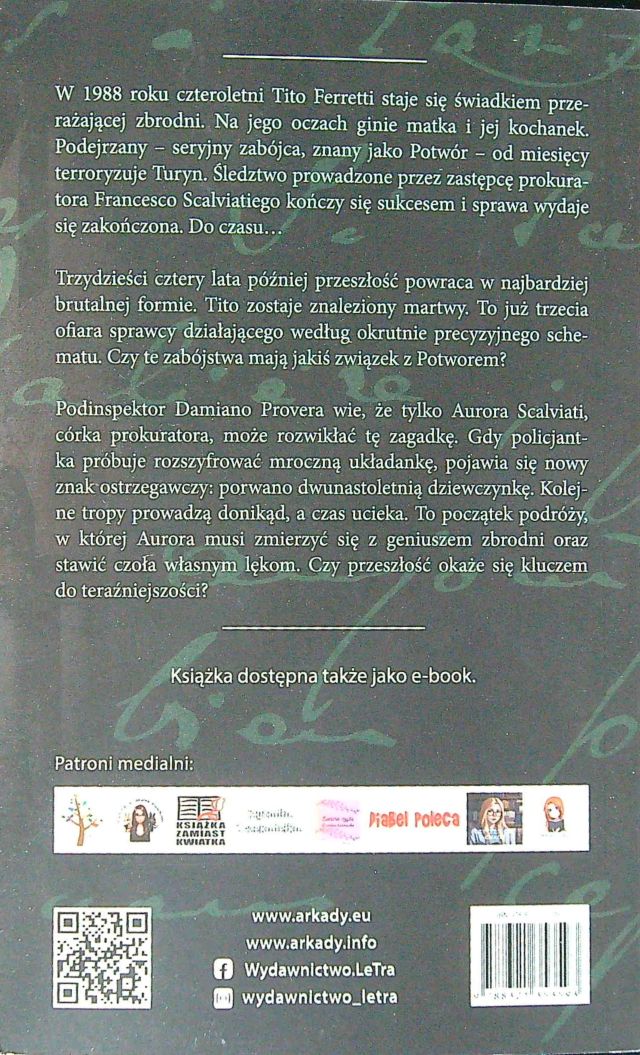 W 1988 roku czteroletni Tito Ferretti staje się świadkiem prze-
rażającej zbrodni. Na jego oczach ginie matka i jej kochanek.
Podejrzany – seryjny zabójca, znany jako Potwór – od miesięcy
terroryzuje Turyn. Śledztwo prowadzone przez zastępcę prokura-
tora Francesco Scalviatiego kończy się sukcesem i sprawa wydaje
się zakończona. Do czasu…
Trzydzieści cztery lata później przeszłość powraca w najbardziej
brutalnej formie. Tito zostaje znaleziony martwy. To już trzecia
ofiara sprawcy działającego według okrutnie precyzyjnego sche-
matu. Czy te zabójstwa mają jakiś związek z Potworem?
Podinspektor Damiano Provera wie, że tylko Aurora Scalviati,
córka prokuratora, może rozwikłać tę zagadkę. Gdy policjant-
ka próbuje rozszyfrować mroczną układankę, pojawia się nowy
znak ostrzegawczy: porwano dwunastoletnią dziewczynkę. Kolej-
ne tropy prowadzą donikąd, a czas ucieka. To początek podróży,
w której Aurora musi zmierzyć się z geniuszem zbrodni oraz
stawić czoła własnym lękom. Czy przeszłość okaże się kluczem
do teraźniejszości?
Książka dostępna także jako e-book.
Patroni medialni:
KSIĄŻKA
ZAMIAST
KWIATKA
DiaBeł Poleca
www.arkady.eu
www.arkady.info
Wydawnictwo.LeTra
wydawnictwo_letra